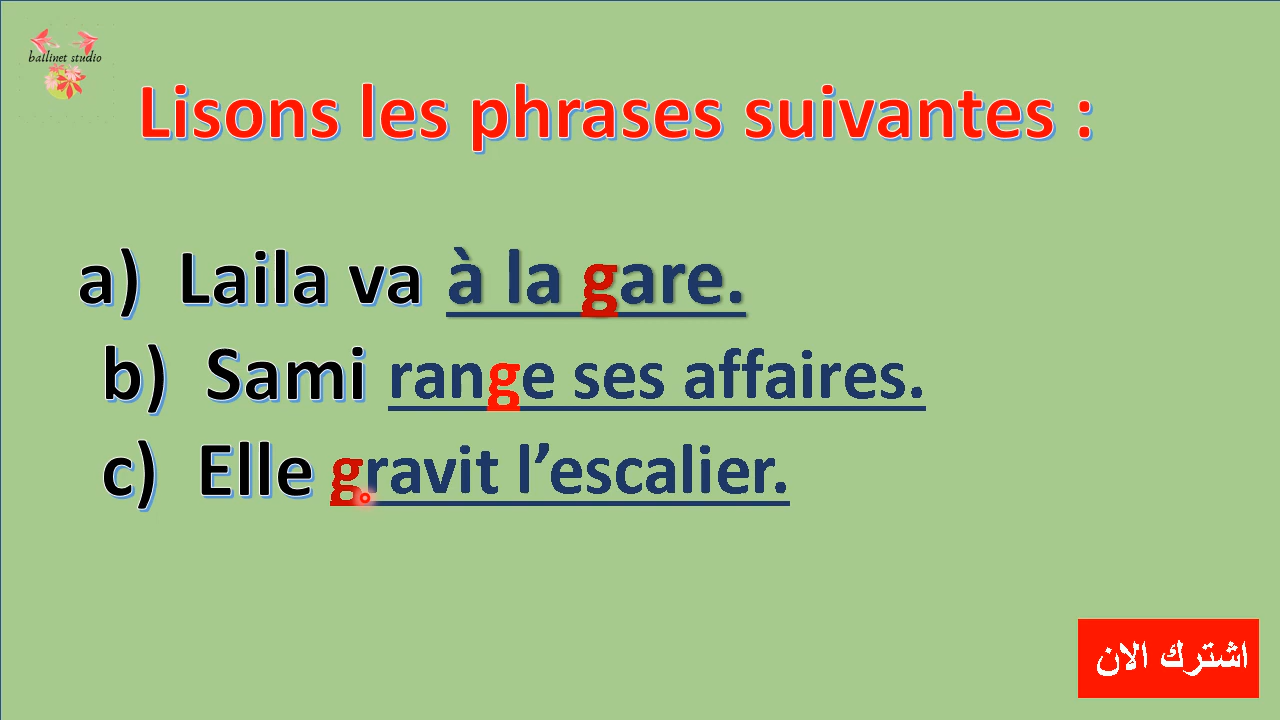 ballinet studio
Lisons les phrases suivantes :
a) Laila va à la gare.
b) Sami range ses affaires.
c) Elle gravit l’escalier.
اشترك الان